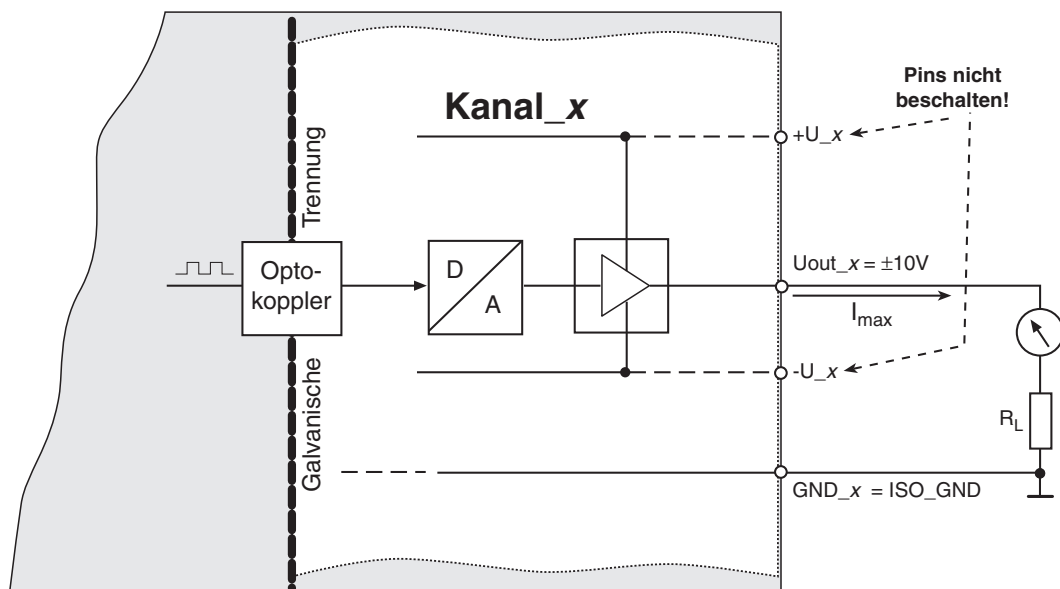 Pins nicht
beschalten!
Kanal_x
+U_x
Trennung
Opto-
koppler
D
A
Uout_x = ±10V
Imax
-U_x
Galvanische
RL
GND_x = ISO_GND